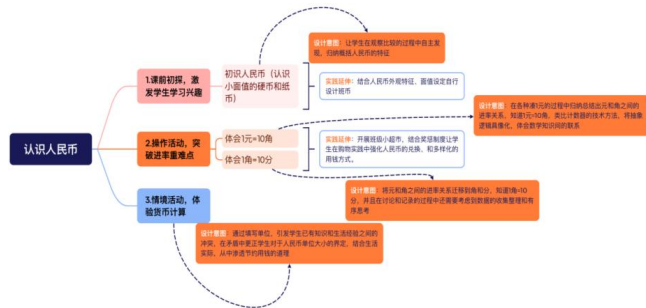 认识人民币
1.课前初探，激
发学生学习兴趣
初识人民币（认识
小面值的硬币和纸
币）
设计意图：让学生在观察比较的过程中自主发
现、归纳概括人民币的特征
实践延伸：结合人民币外观特征、面值设定自行
设计班币
2.操作活动，突
破进率重难点
体会1元=10角
体会1角=10分
设计意图：在各种凑1元的过程中归纳总结出元和角之间的
进率关系，知道1元=10角。类比计数器的技术方法，将抽象
逻辑具像化，体会数学知识间的联系
实践延伸：开展班级小超市，结合奖惩制度让学
生在购物实践中强化人民币的兑换、和多样化的
用钱方式。
设计意图：将元和角之间的进率关系迁移到角和分，知道1角=10
分，并且在讨论和记录的过程中还需要考虑到数据的收集整理和有
序思考
3.情境活动，体
验货币计算
设计意图：通过填写单位，引发学生已有知识和生活经验之间的
冲突，在矛盾中更正学生对于人民币单位大小的界定，结合生活
实际，从中渗透节约用钱的道理